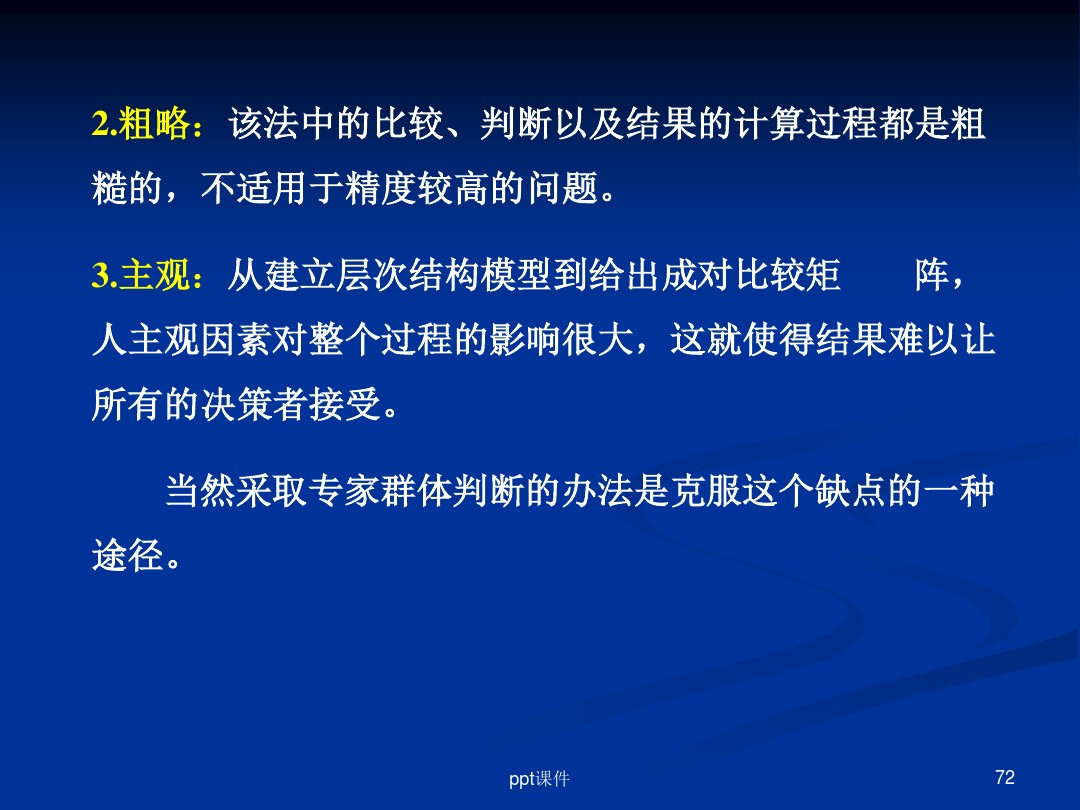 2.粗略：该法中的比较、判断以及结果的计算过程都是粗
糙的，不适用于精度较高的问题。
3.主观：从建立层次结构模型到给出成对比较矩　　阵，
人主观因素对整个过程的影响很大，这就使得结果难以让
所有的决策者接受。
当然采取专家群体判断的办法是克服这个缺点的一种
途径。
ppt课件
72